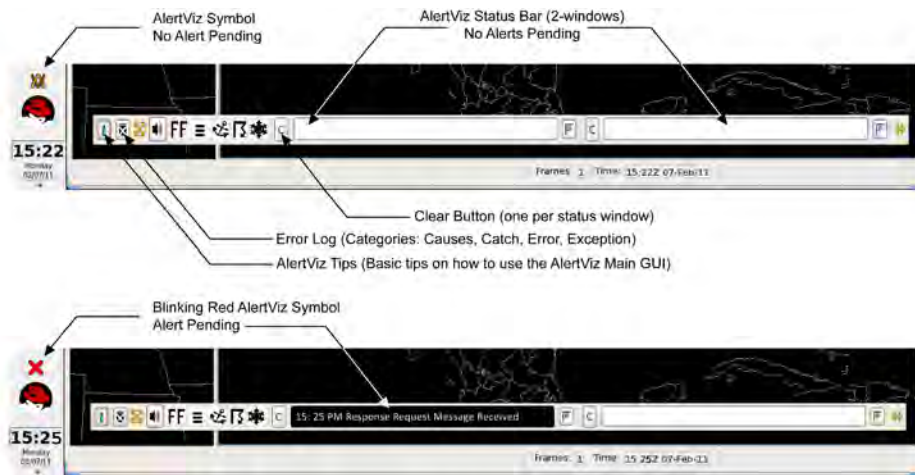 AlertViz Symbol
No Alert Pending
AlertViz Status Bar (2-windows)
No Alerts Pending
15:22
Monday
02/07/11
FF
C
F
C
F
Frames: 1 Time: 15:22Z 07-Feb-11
Clear Button (one per status window)
Error Log (Categories: Causes, Catch, Error, Exception)
AlertViz Tips (Basic tips on how to use the AlertViz Main GUI)
Blinking Red AlertViz Symbol
Alert Pending
15:25
Monday
02/07/11
FF
C
15: 25 PM Response Request Message Received
F
C
F
Frames: 1 Time: 15:25Z 07-Feb-11